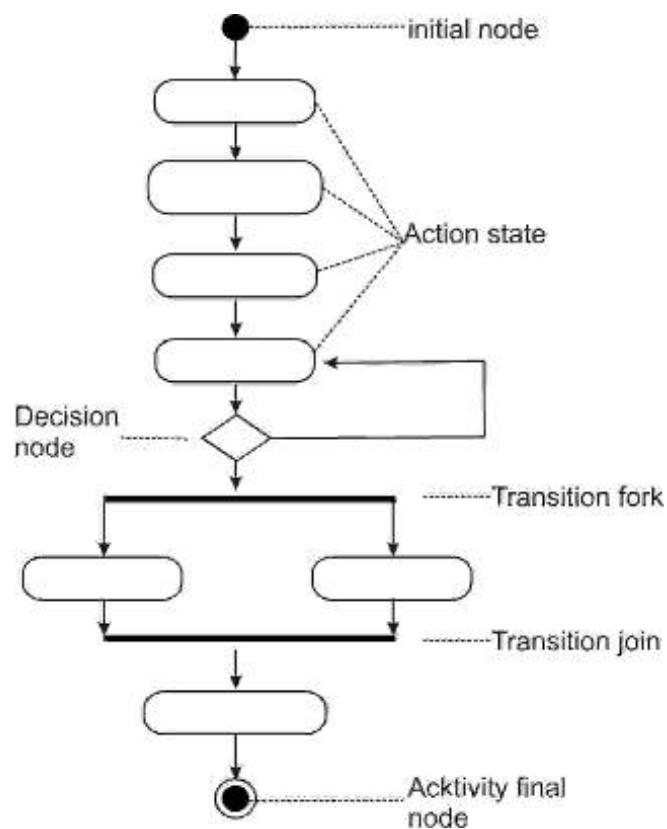 initial node
Action state
Decision
node
Transition fork
Transition join
Acktivity final
node